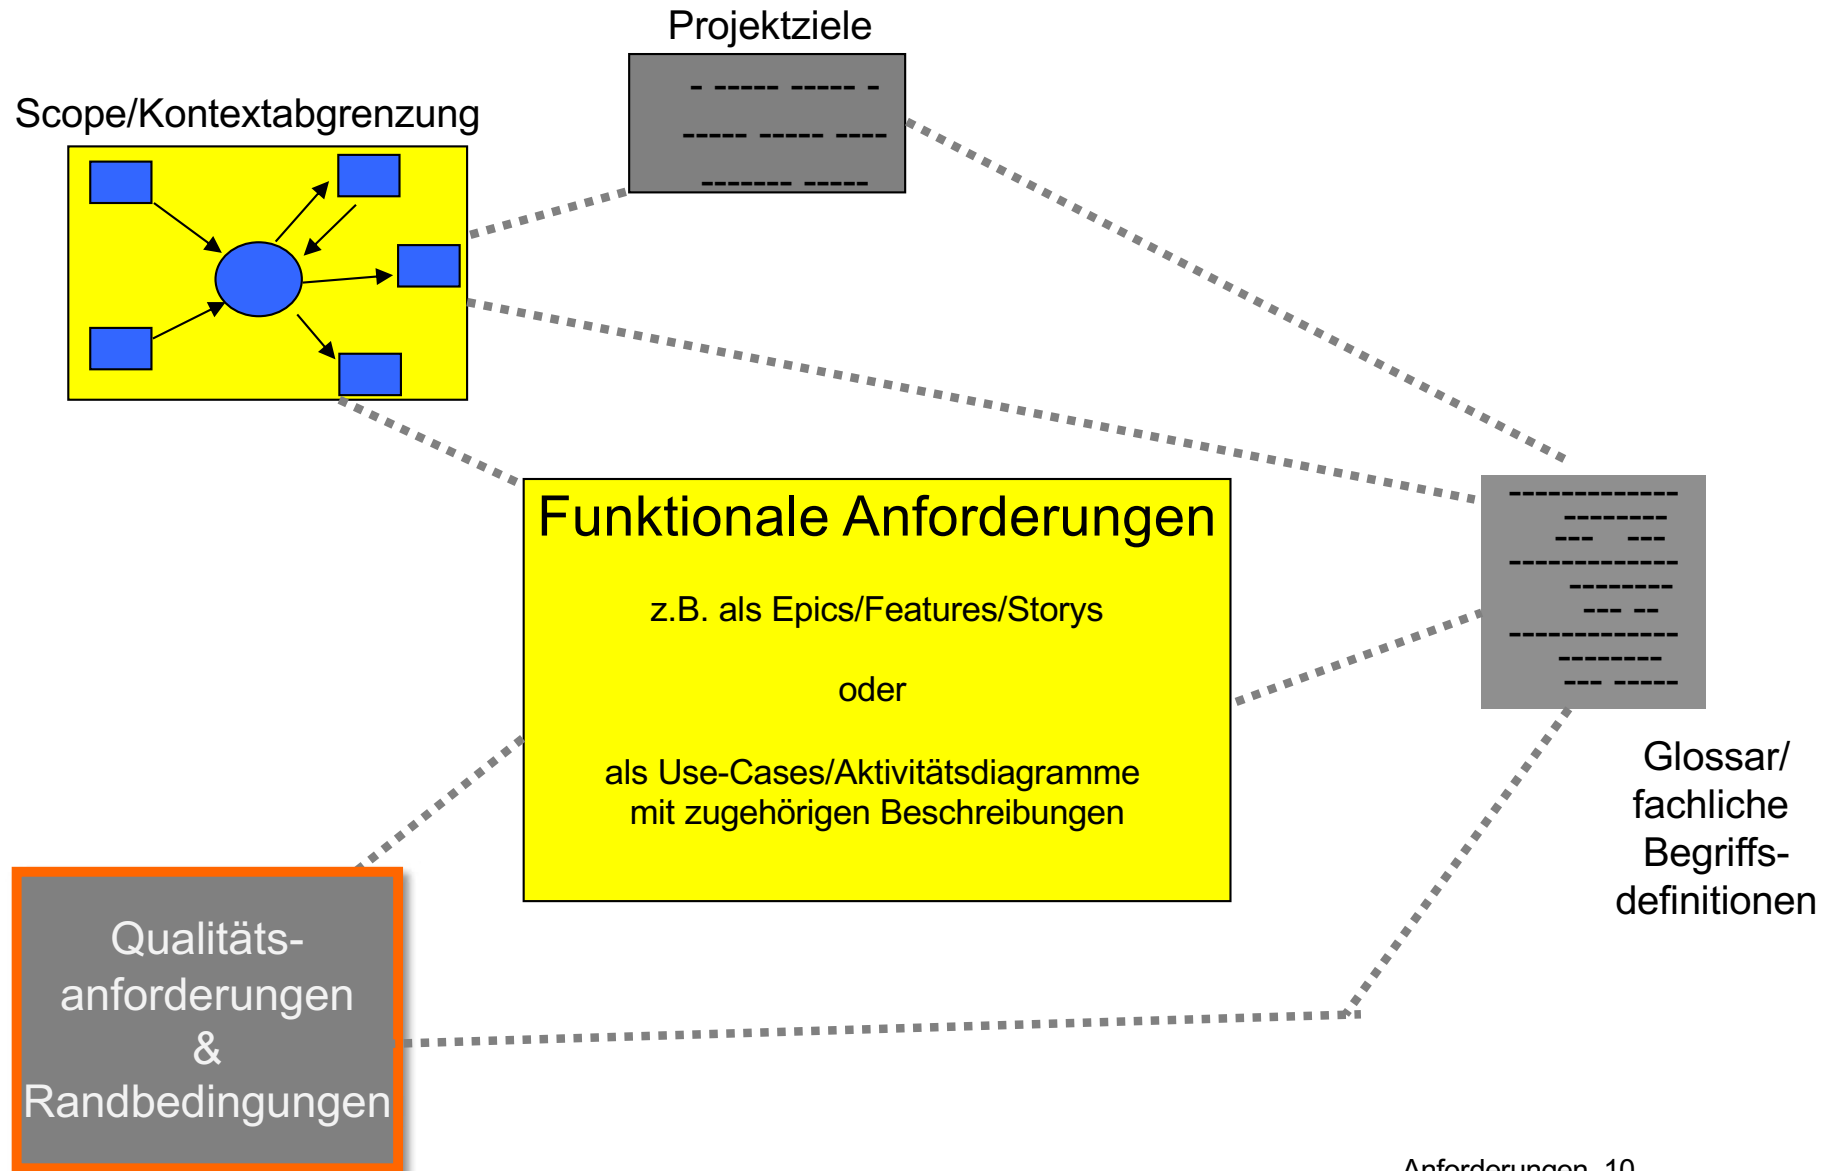 Projektziele
Scope/Kontextabgrenzung
Funktionale Anforderungen
z.B. als Epics/Features/Storys
oder
als Use-Cases/Aktivitätsdiagramme
mit zugehörigen Beschreibungen
Glossar/
fachliche
Begriffs-
definitionen
Qualitäts-
anforderungen
&
Randbedingungen
Anforderungen 10